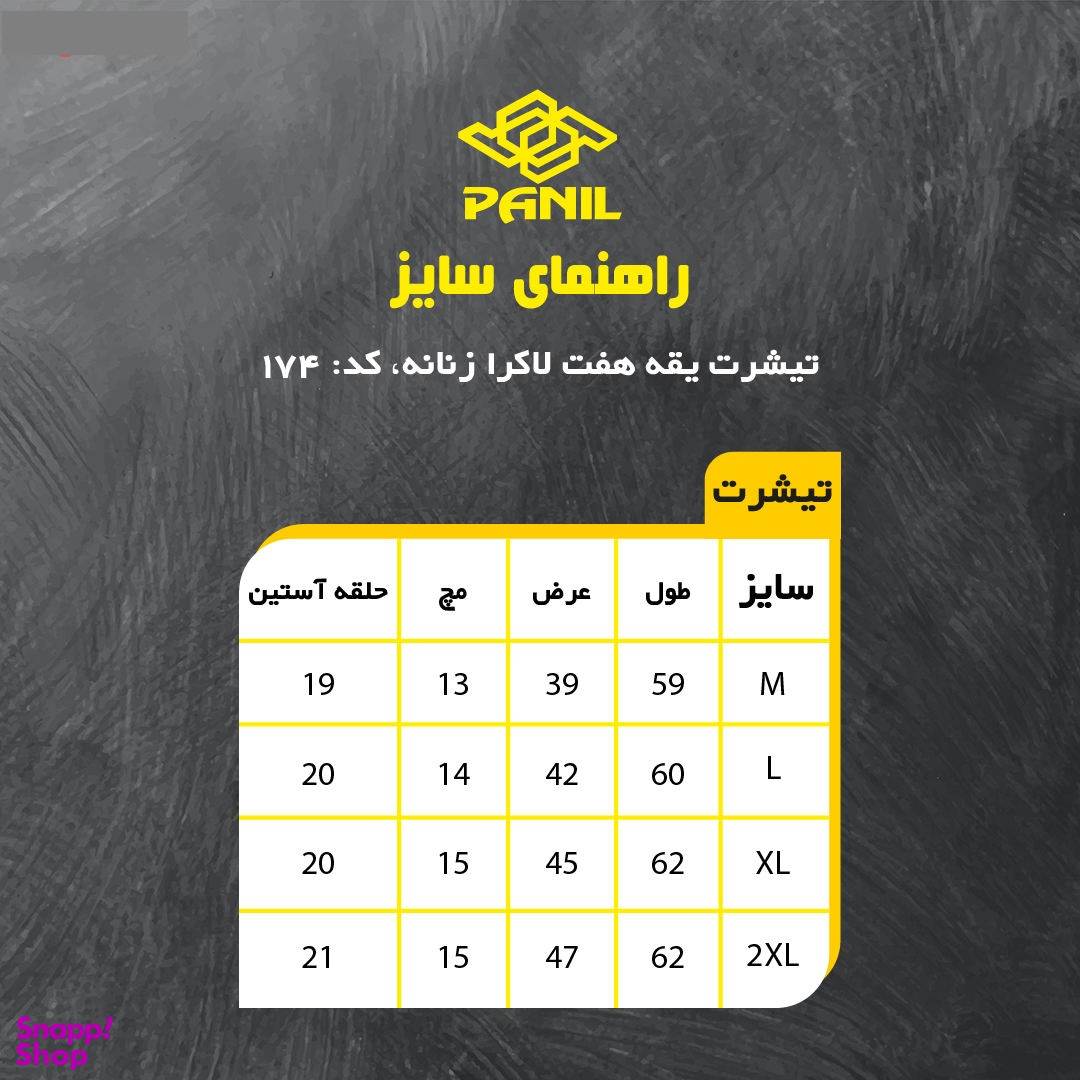 PANIL
راهنمای سایز
تیشرت یقه هفت لاکرا زنانه، کد: ۱۷۴
تیشرت
سایز طول عرض مچ حلقه آستین
M 59 39 13 19
L 60 42 14 20
XL 62 45 15 20
2XL 62 47 15 21
Snapp!
Shop